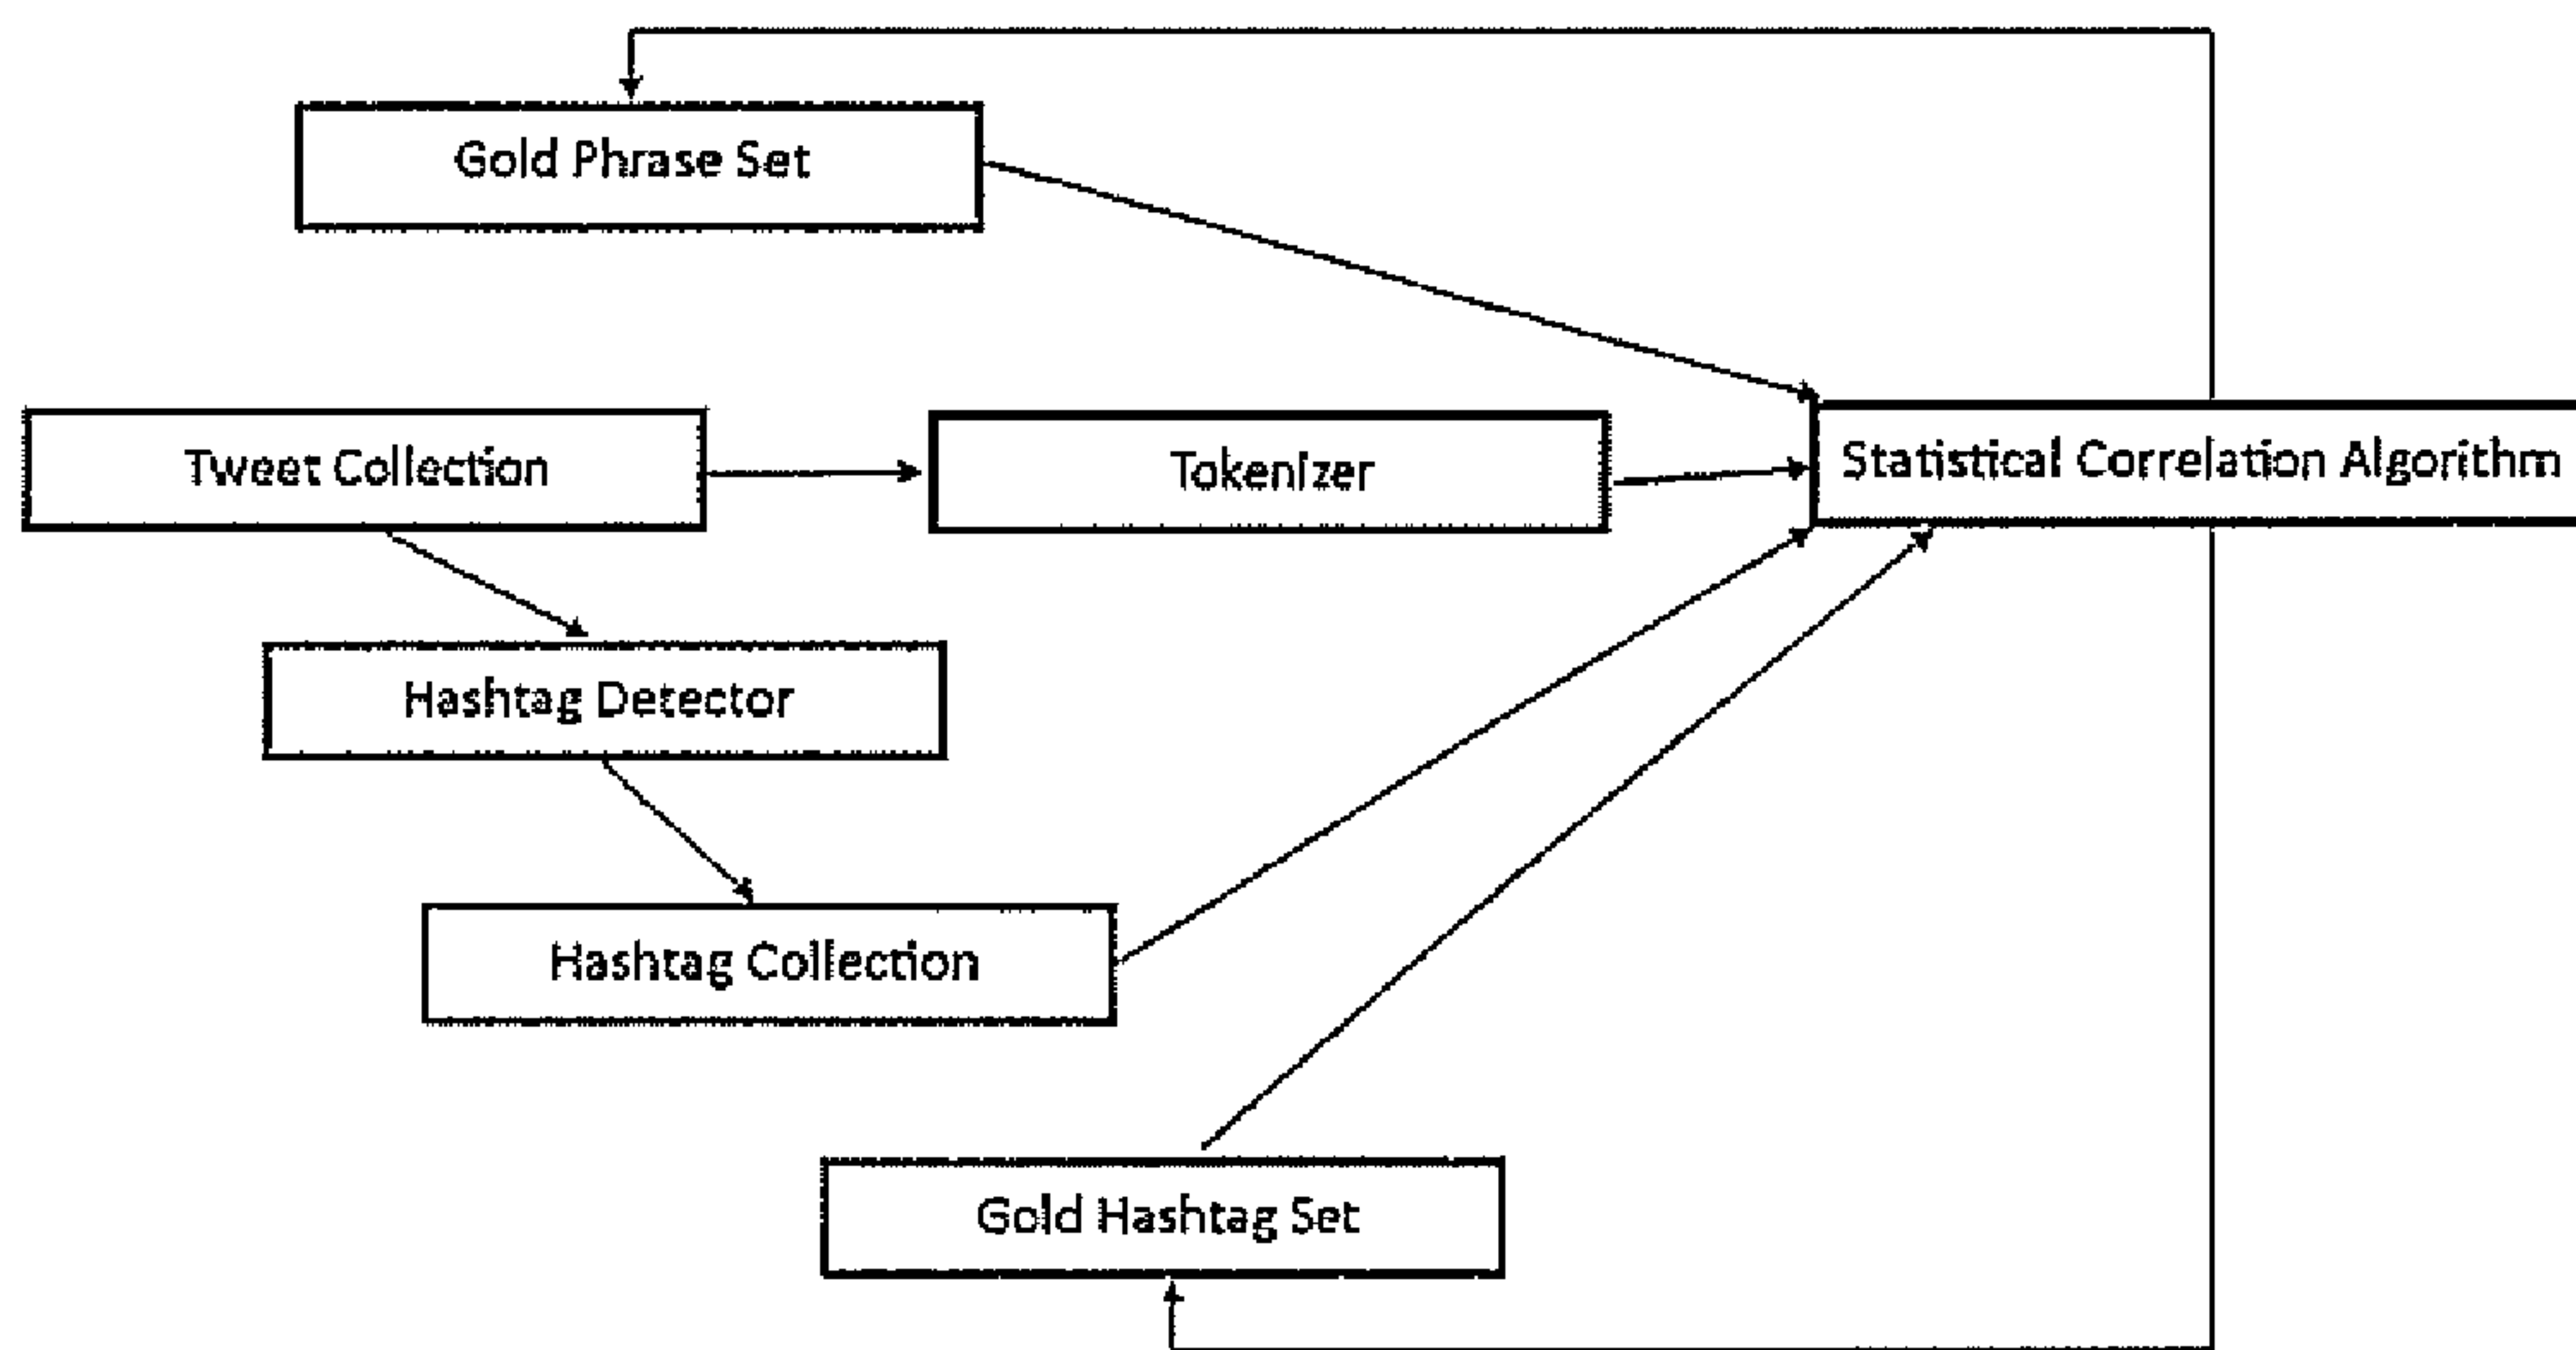 Gold Phrase Set
Tweet Collection
Tokenizer
Statistical Correlation Algorithm
Hashtag Detector
Hashtag Collection
Gold Hashtag Set